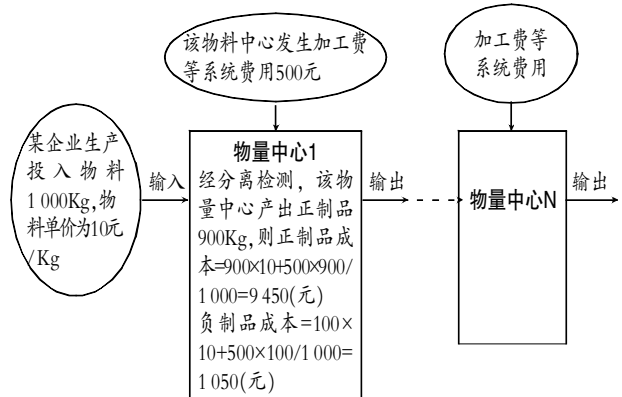 该物料中心发生加工费
等系统费用500元
加工费等
系统费用
某企业生产
投入物料
1 000Kg,物
料单价为10元
/Kg
输入
物量中心1
经分离检测，该物
量中心产出正制品
900Kg,则正制品成
本=900×10+500×900/
1 000=9 450(元)
负制品成本=100×
10+500×100/1 000=
1 050(元)
输出
物量中心N
输出